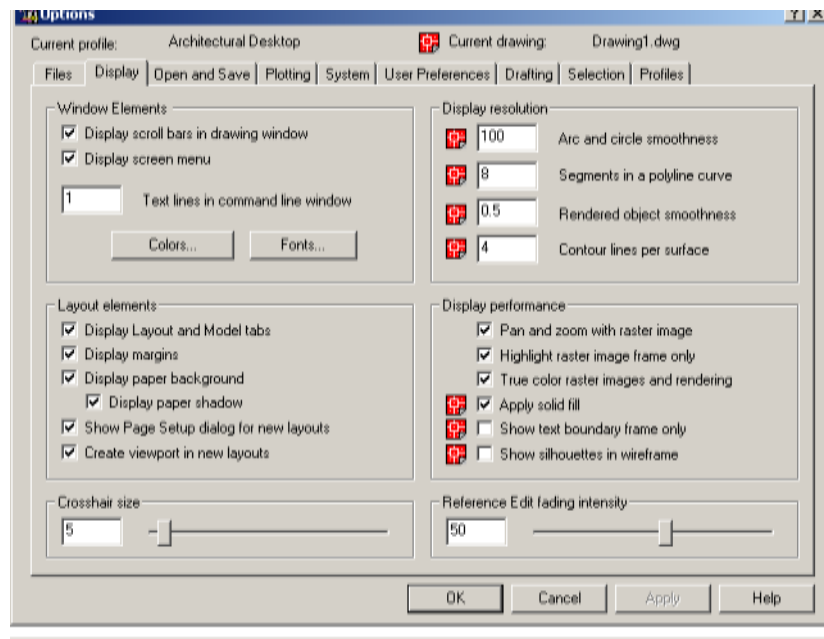 Options
Current profile: Architectural Desktop Current drawing: Drawing1.dwg
Files Display Open and Save Plotting System User Preferences Drafting Selection Profiles
Window Elements
Display scroll bars in drawing window
Display screen menu
1 Text lines in command line window
Colors... Fonts...
Display resolution
100 Arc and circle smoothness
8 Segments in a polyline curve
0.5 Rendered object smoothness
4 Contour lines per surface
Layout elements
Display Layout and Model tabs
Display margins
Display paper background
Display paper shadow
Show Page Setup dialog for new layouts
Create viewport in new layouts
Display performance
Pan and zoom with raster image
Highlight raster image frame only
True color raster images and rendering
Apply solid fill
Show text boundary frame only
Show silhouettes in wireframe
Crosshair size
5
Reference Edit fading intensity
50
OK Cancel Apply Help